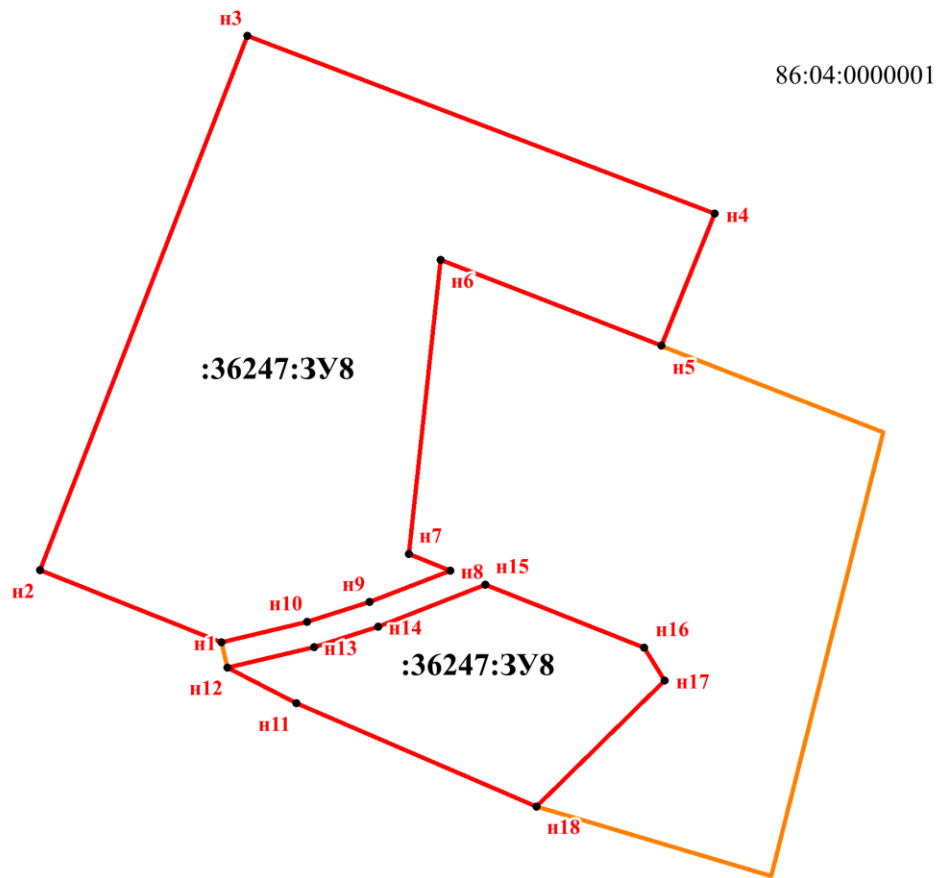 н3
86:04:0000001
н4
н6
н5
:36247:ЗУ8
н7
н8
н15
н2
н9
н10
н14
н1
н13
н16
:36247:ЗУ8
н12
н17
н11
н18